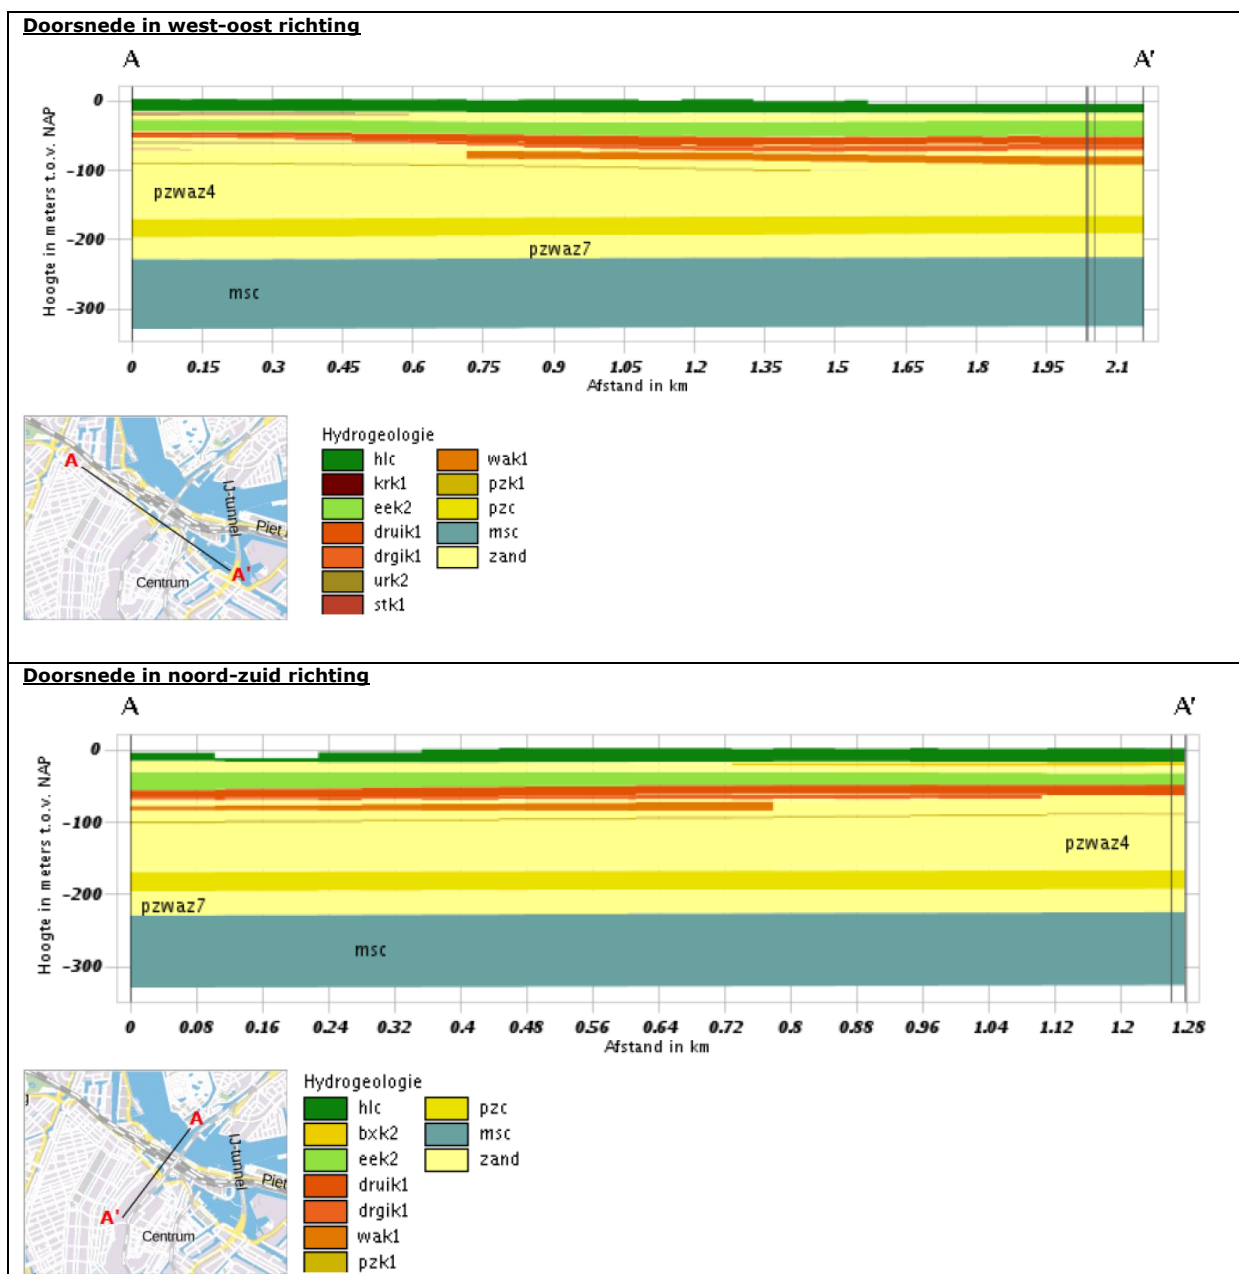 Doorsnede in west-oost richting
A A'
Hoogte in meters t.o.v. NAP
0
-100
-200
-300
pzwaz4
pzwaz7
msc
0 0.15 0.3 0.45 0.6 0.75 0.9 1.05 1.2 1.35 1.5 1.65 1.8 1.95 2.1
Afstand in km
A
IJ-tunnel
Piet
A'
Centrum
Hydrogeologie
hlc
krk1
eek2
druik1
drgik1
urk2
stk1
wak1
pzk1
pzc
msc
zand
Doorsnede in noord-zuid richting
A A'
Hoogte in meters t.o.v. NAP
0
-100
-200
-300
pzwaz4
pzwaz7
msc
0 0.08 0.16 0.24 0.32 0.4 0.48 0.56 0.64 0.72 0.8 0.88 0.96 1.04 1.12 1.2 1.28
Afstand in km
A
IJ-tunnel
Piet
A'
Centrum
Hydrogeologie
hlc
bxk2
eek2
druik1
drgik1
wak1
pzk1
pzc
msc
zand